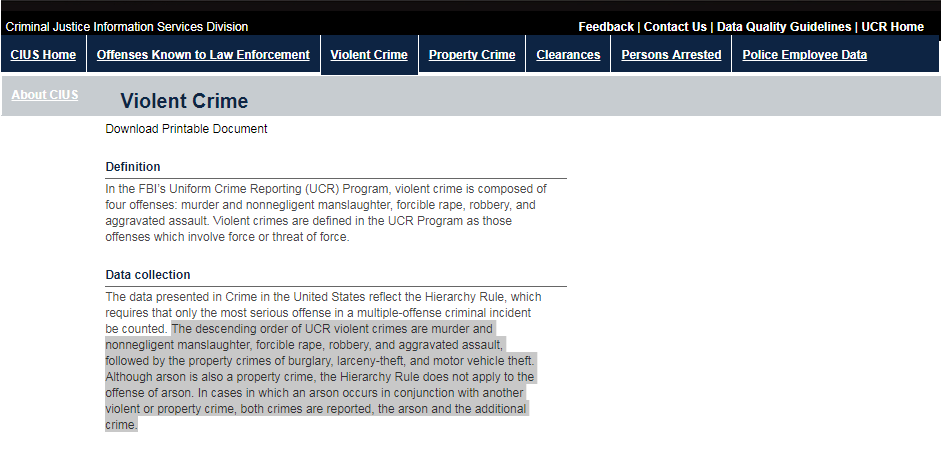 Criminal Justice Information Services Division
Feedback | Contact Us | Data Quality Guidelines | UCR Home
CIUS Home
Offenses Known to Law Enforcement
Violent Crime
Property Crime
Clearances
Persons Arrested
Police Employee Data
About CIUS
Violent Crime
Download Printable Document
Definition
In the FBI's Uniform Crime Reporting (UCR) Program, violent crime is composed of
four offenses: murder and nonnegligent manslaughter, forcible rape, robbery, and
aggravated assault. Violent crimes are defined in the UCR Program as those
offenses which involve force or threat of force.
Data collection
The data presented in Crime in the United States reflect the Hierarchy Rule, which
requires that only the most serious offense in a multiple-offense criminal incident
be counted. The descending order of UCR violent crimes are murder and
nonnegligent manslaughter, forcible rape, robbery, and aggravated assault,
followed by the property crimes of burglary, larceny-theft, and motor vehicle theft.
Although arson is also a property crime, the Hierarchy Rule does not apply to the
offense of arson. In cases in which an arson occurs in conjunction with another
violent or property crime, both crimes are reported, the arson and the additional
crime.